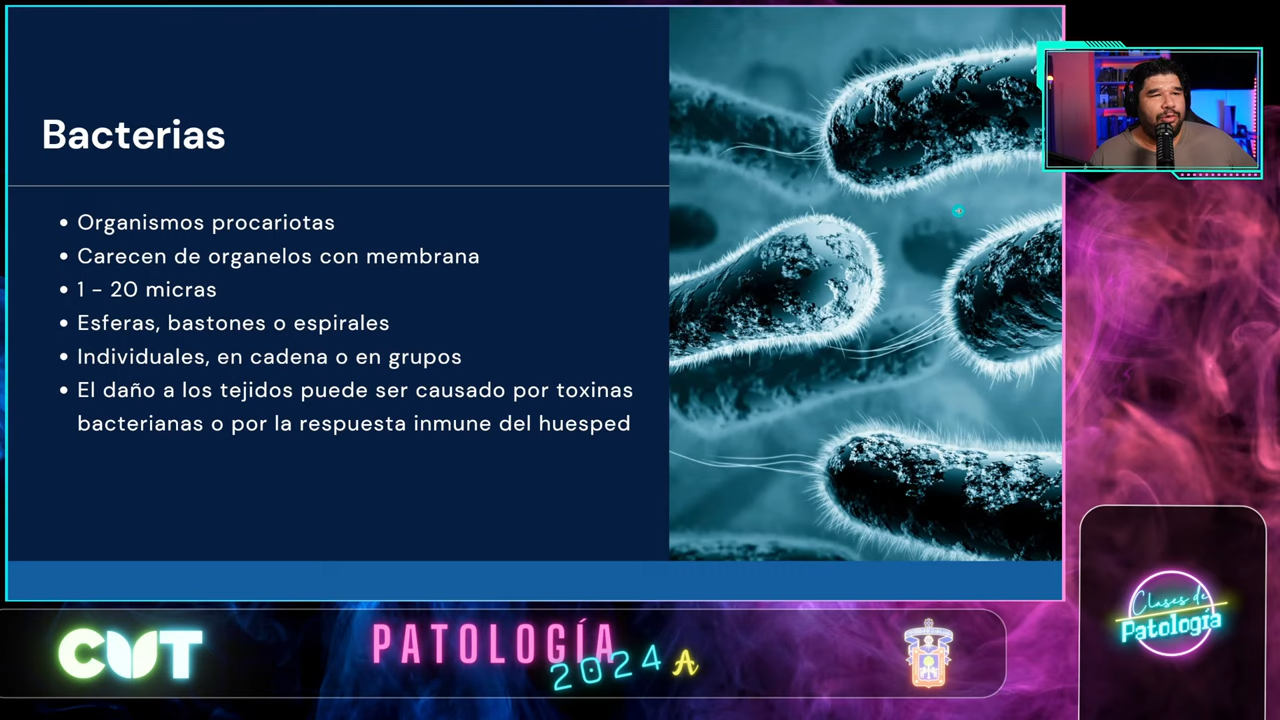 Bacterias
• Organismos procariotas
• Carecen de organelos con membrana
• 1 - 20 micras
• Esferas, bastones o espirales
• Individuales, en cadena o en grupos
• El daño a los tejidos puede ser causado por toxinas
bacterianas o por la respuesta inmune del huesped
CUT
PATOLOGÍA
2024 A
Clases de
Patología